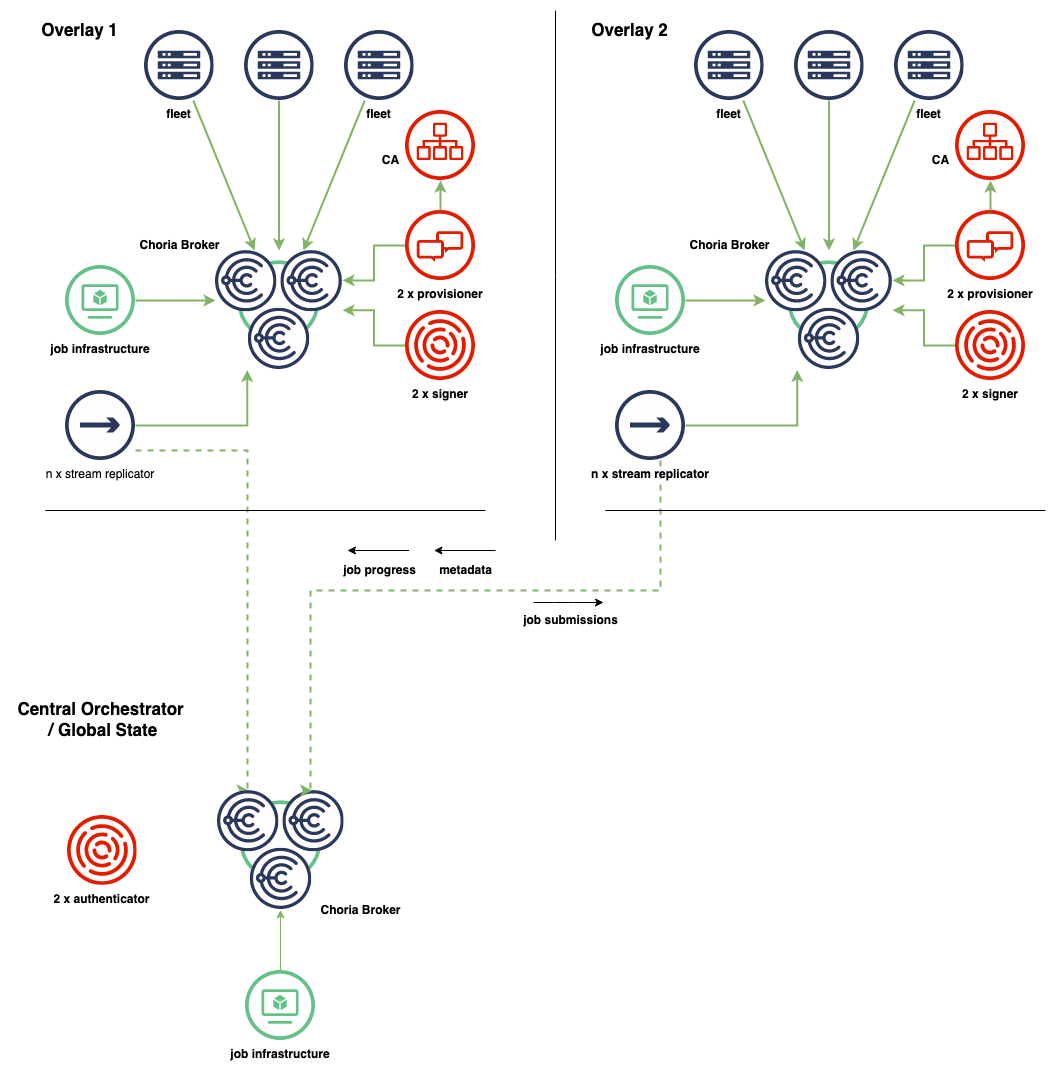 Overlay 1
fleet
fleet
CA
Choria Broker
2 x provisioner
job infrastructure
2 x signer
n x stream replicator
Overlay 2
fleet
fleet
CA
Choria Broker
2 x provisioner
job infrastructure
2 x signer
n x stream replicator
job progress
metadata
job submissions
Central Orchestrator
/ Global State
2 x authenticator
Choria Broker
job infrastructure